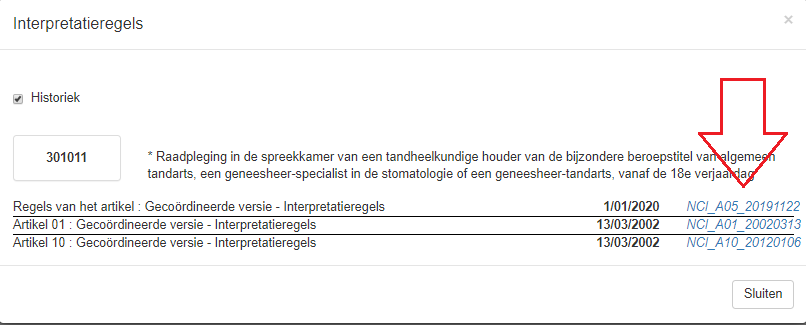 Interpretatieregels ×
Historiek
301011 * Raadpleging in de spreekkamer van een tandheelkundige houder van de bijzondere beroepstitel van algemeen
tandarts, een geneesheer-specialist in de stomatologie of een geneesheer-tandarts, vanaf de 18e verjaardag
Regels van het artikel : Gecoördineerde versie - Interpretatieregels 1/01/2020 NCI_A05_20191122
Artikel 01 : Gecoördineerde versie - Interpretatieregels 13/03/2002 NCI_A01_20020313
Artikel 10 : Gecoördineerde versie - Interpretatieregels 13/03/2002 NCI_A10_20120106
Sluiten